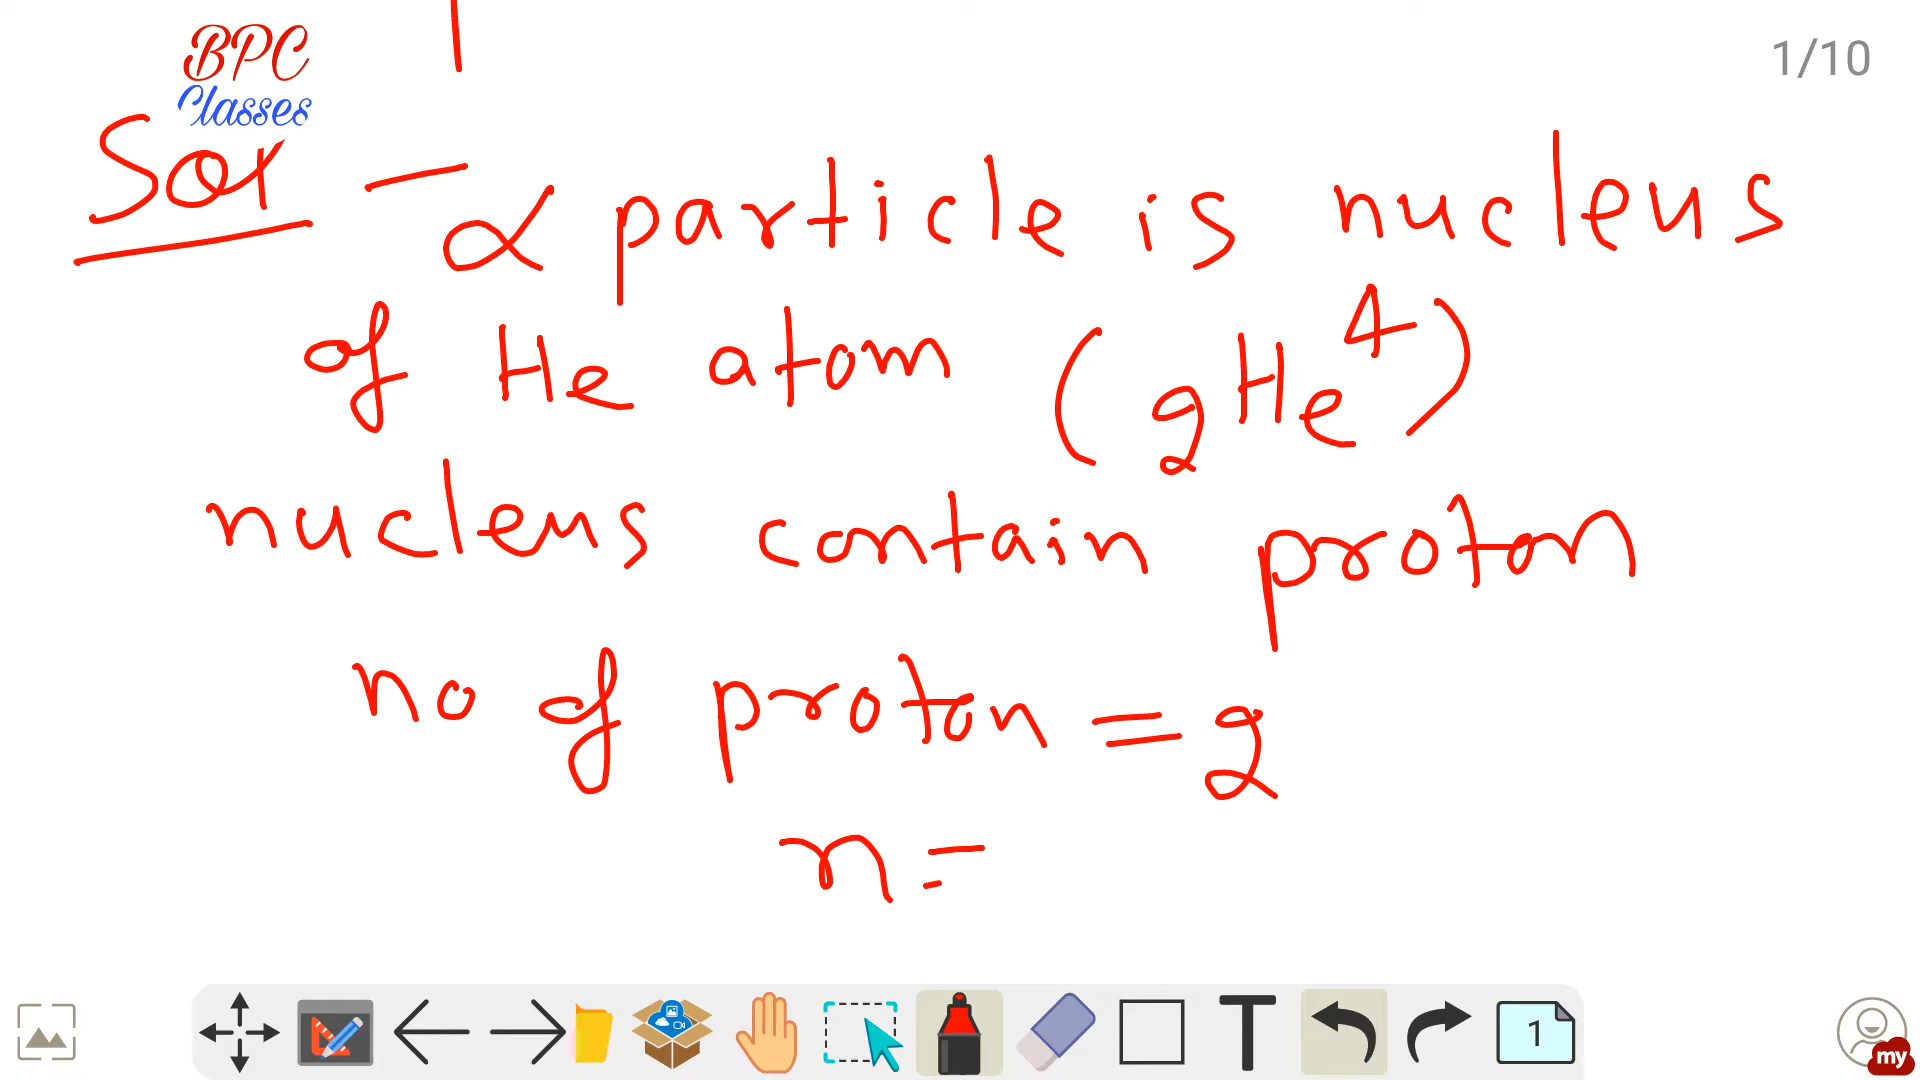 BPC
Classes
1/10
Sol — α particle is nucleus
of He atom (2He⁴)
nucleus contain proton
no of proton = 2
n =
T
1
my